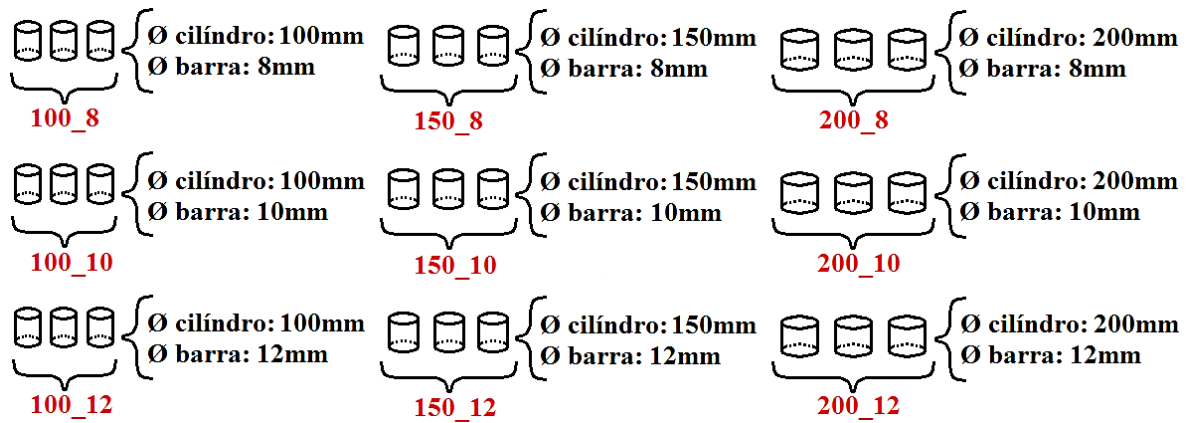 Ø cilíndro: 100mm
Ø barra: 8mm
100_8
Ø cilíndro: 150mm
Ø barra: 8mm
150_8
Ø cilíndro: 200mm
Ø barra: 8mm
200_8
Ø cilíndro: 100mm
Ø barra: 10mm
100_10
Ø cilíndro: 150mm
Ø barra: 10mm
150_10
Ø cilíndro: 200mm
Ø barra: 10mm
200_10
Ø cilíndro: 100mm
Ø barra: 12mm
100_12
Ø cilíndro: 150mm
Ø barra: 12mm
150_12
Ø cilíndro: 200mm
Ø barra: 12mm
200_12